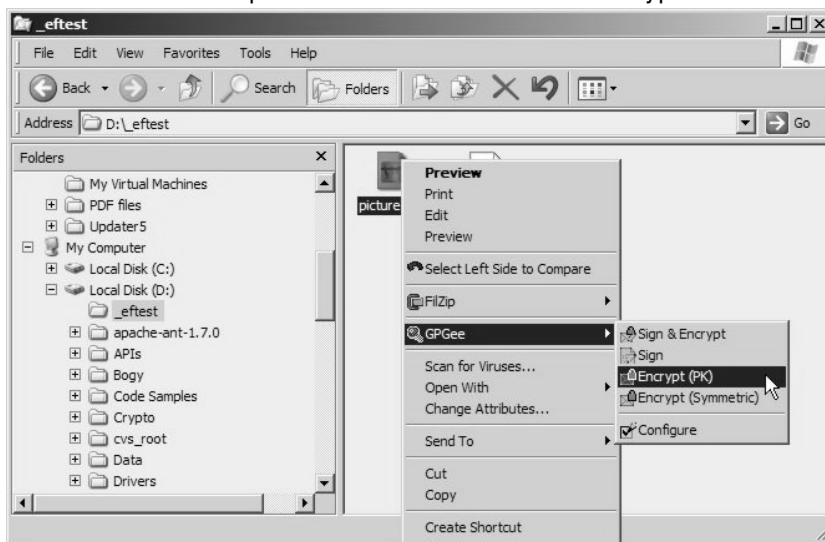 _eftest
File Edit View Favorites Tools Help
Back Search Folders
Address D:\_eftest Go
Folders
My Virtual Machines
PDF files
Updater5
My Computer
Local Disk (C:)
Local Disk (D:)
_eftest
apache-ant-1.7.0
APIs
Bogy
Code Samples
Crypto
cvs_root
Data
Drivers
picture
Preview
Print
Edit
Preview
Select Left Side to Compare
FilZip
GPGee
Scan for Viruses...
Open With
Change Attributes...
Send To
Cut
Copy
Create Shortcut
Sign & Encrypt
Sign
Encrypt (PK)
Encrypt (Symmetric)
Configure